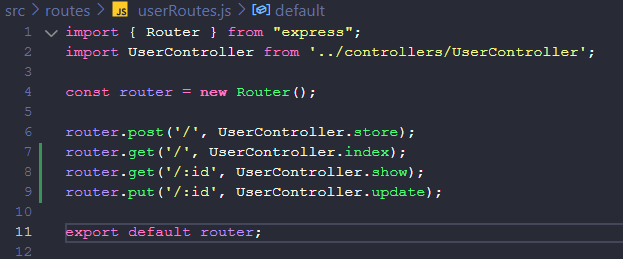 src > routes > JS userRoutes.js > default
1 import { Router } from "express";
2 import UserController from '../controllers/UserController';
3
4 const router = new Router();
5
6 router.post('/', UserController.store);
7 router.get('/', UserController.index);
8 router.get('/:id', UserController.show);
9 router.put('/:id', UserController.update);
10
11 export default router;
12